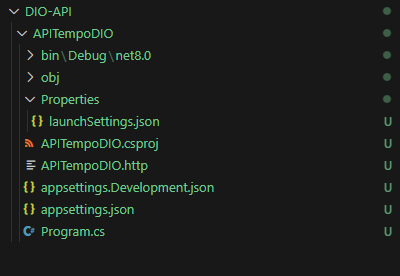 DIO-API
APITempoDIO
bin\Debug\net8.0
obj
Properties
{} launchSettings.json U
APITempoDIO.csproj U
APITempoDIO.http U
{} appsettings.Development.json U
{} appsettings.json U
C# Program.cs U